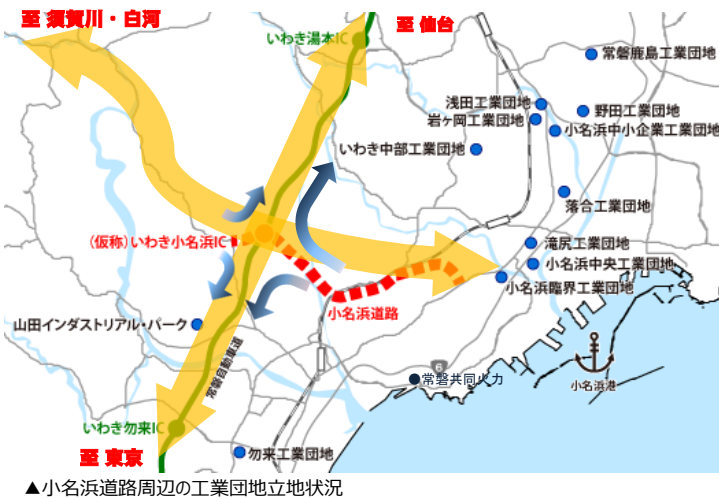 至 須賀川・白河
至 仙台
いわき湯本IC
常磐鹿島工業団地
浅田工業団地
野田工業団地
岩ヶ岡工業団地
小名浜中小企業工業団地
いわき中部工業団地
落合工業団地
(仮称)いわき小名浜IC
滝尻工業団地
小名浜中央工業団地
小名浜臨界工業団地
小名浜道路
山田インダストリアル・パーク
常磐自動車道
6
常磐共同火力
小名浜港
いわき勿来IC
至 東京
勿来工業団地
▲小名浜道路周辺の工業団地立地状況